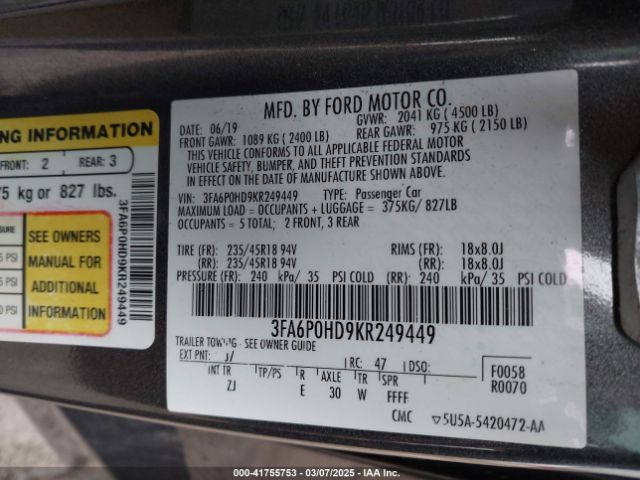 NG INFORMATION
FRONT: 2 REAR: 3
75 kg or 827 lbs.
SEE OWNERS
MANUAL FOR
ADDITIONAL
INFORMATION
PSI
PSI
PSI
3FA6P0HD9KR249449
MFD. BY FORD MOTOR CO.
DATE: 06/19 GVWR: 2041 KG ( 4500 LB)
FRONT GAWR: 1089 KG ( 2400 LB) REAR GAWR: 975 KG ( 2150 LB)
THIS VEHICLE CONFORMS TO ALL APPLICABLE FEDERAL MOTOR
VEHICLE SAFETY, BUMPER, AND THEFT PREVENTION STANDARDS
IN EFFECT ON THE DATE OF MANUFACTURE SHOWN ABOVE.
VIN: 3FA6P0HD9KR249449 TYPE: Passenger Car
MAXIMUM LOAD = OCCUPANTS + LUGGAGE = 375KG/ 827LB
OCCUPANTS = 5 TOTAL; 2 FRONT, 3 REAR
TIRE (FR): 235/45R18 94V RIMS (FR): 18x8.0J
(RR): 235/45R18 94V (RR): 18x8.0J
PRESSURE (FR): 240 kPa/ 35 PSI COLD (RR): 240 kPa/ 35 PSI COLD
3FA6P0HD9KR249449
TRAILER TOWING - SEE OWNER GUIDE
EXT PNT: J7 RC: 47 DSO: F0058
INT TR TP/PS R AXLE TR SPR R0070
ZJ E 30 W FFFF
CMC ▽5U5A-5420472-AA
000-41755753 - 03/07/2025 - IAA Inc.